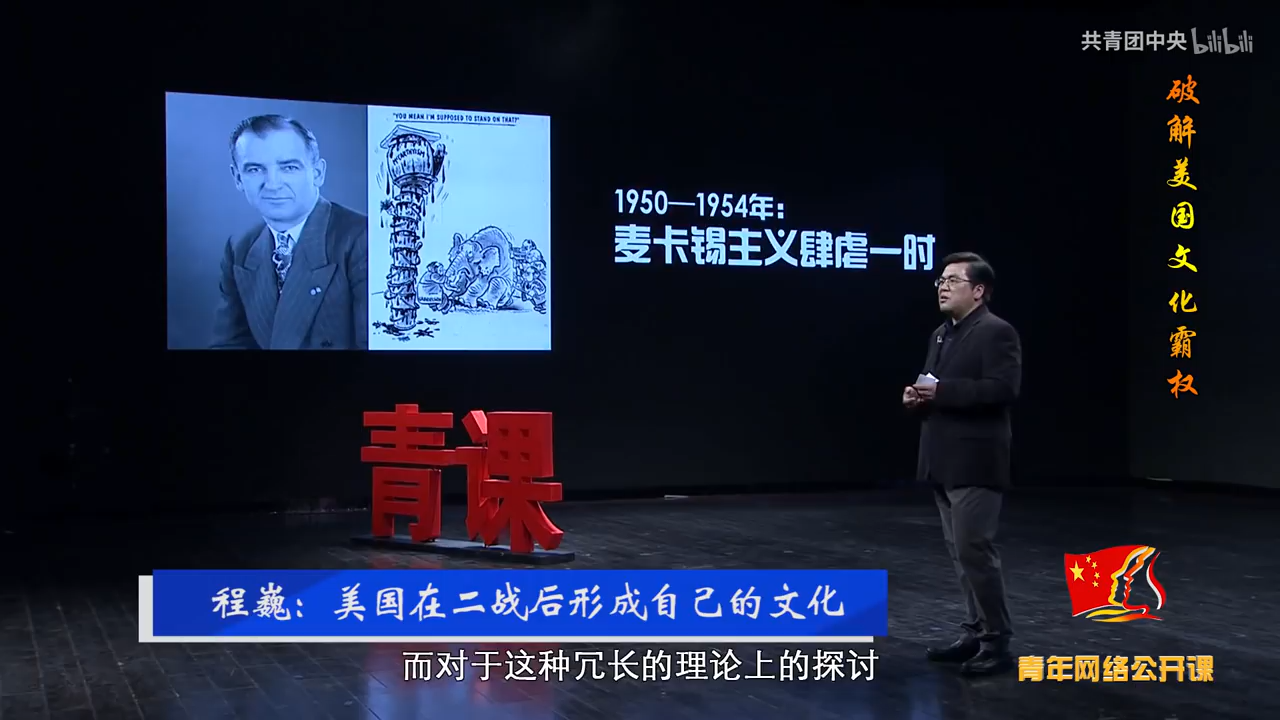 共青团中央 bilibili
破解美国文化霸权
"YOU MEAN I'M SUPPOSED TO STAND ON THAT?"
1950—1954年:
麦卡锡主义肆虐一时
青课
程巍: 美国在二战后形成自己的文化
而对于这种冗长的理论上的探讨
青年网络公开课